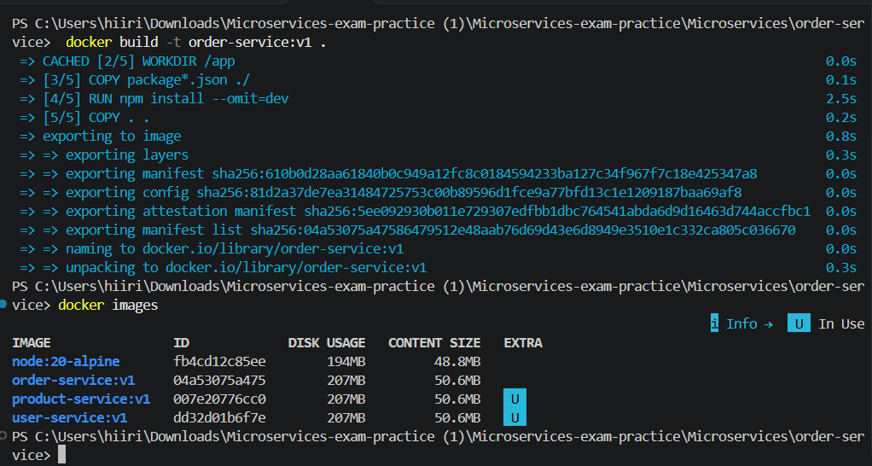 PS C:\Users\hiiri\Downloads\Microservices-exam-practice (1)\Microservices-exam-practice\Microservices\order-ser
vice>  docker build -t order-service:v1 .
=> CACHED [2/5] WORKDIR /app 0.0s
=> [3/5] COPY package*.json ./ 0.1s
=> [4/5] RUN npm install --omit=dev 2.5s
=> [5/5] COPY . . 0.2s
=> exporting to image 0.8s
=> => exporting layers 0.3s
=> => exporting manifest sha256:610b0d28aa61840b0c949a12fc8c0184594233ba127c34f967f7c18e425347a8 0.0s
=> => exporting config sha256:81d2a37de7ea31484725753c00b89596d1fce9a77bfd13c1e1209187baa69af8 0.0s
=> => exporting attestation manifest sha256:5ee092930b011e729307edfbb1dbc764541abda6d9d16463d744accfbc1 0.0s
=> => exporting manifest list sha256:04a53075a47586479512e48aab76d69d43e6d8949e3510e1c332ca805c036670 0.0s
=> => naming to docker.io/library/order-service:v1 0.0s
=> => unpacking to docker.io/library/order-service:v1 0.3s
PS C:\Users\hiiri\Downloads\Microservices-exam-practice (1)\Microservices-exam-practice\Microservices\order-ser
vice> docker images
i Info → U In Use
IMAGE ID DISK USAGE CONTENT SIZE EXTRA
node:20-alpine fb4cd12c85ee 194MB 48.8MB
order-service:v1 04a53075a475 207MB 50.6MB
product-service:v1 007e20776cc0 207MB 50.6MB U
user-service:v1 dd32d01b6f7e 207MB 50.6MB U
PS C:\Users\hiiri\Downloads\Microservices-exam-practice (1)\Microservices-exam-practice\Microservices\order-ser
vice>